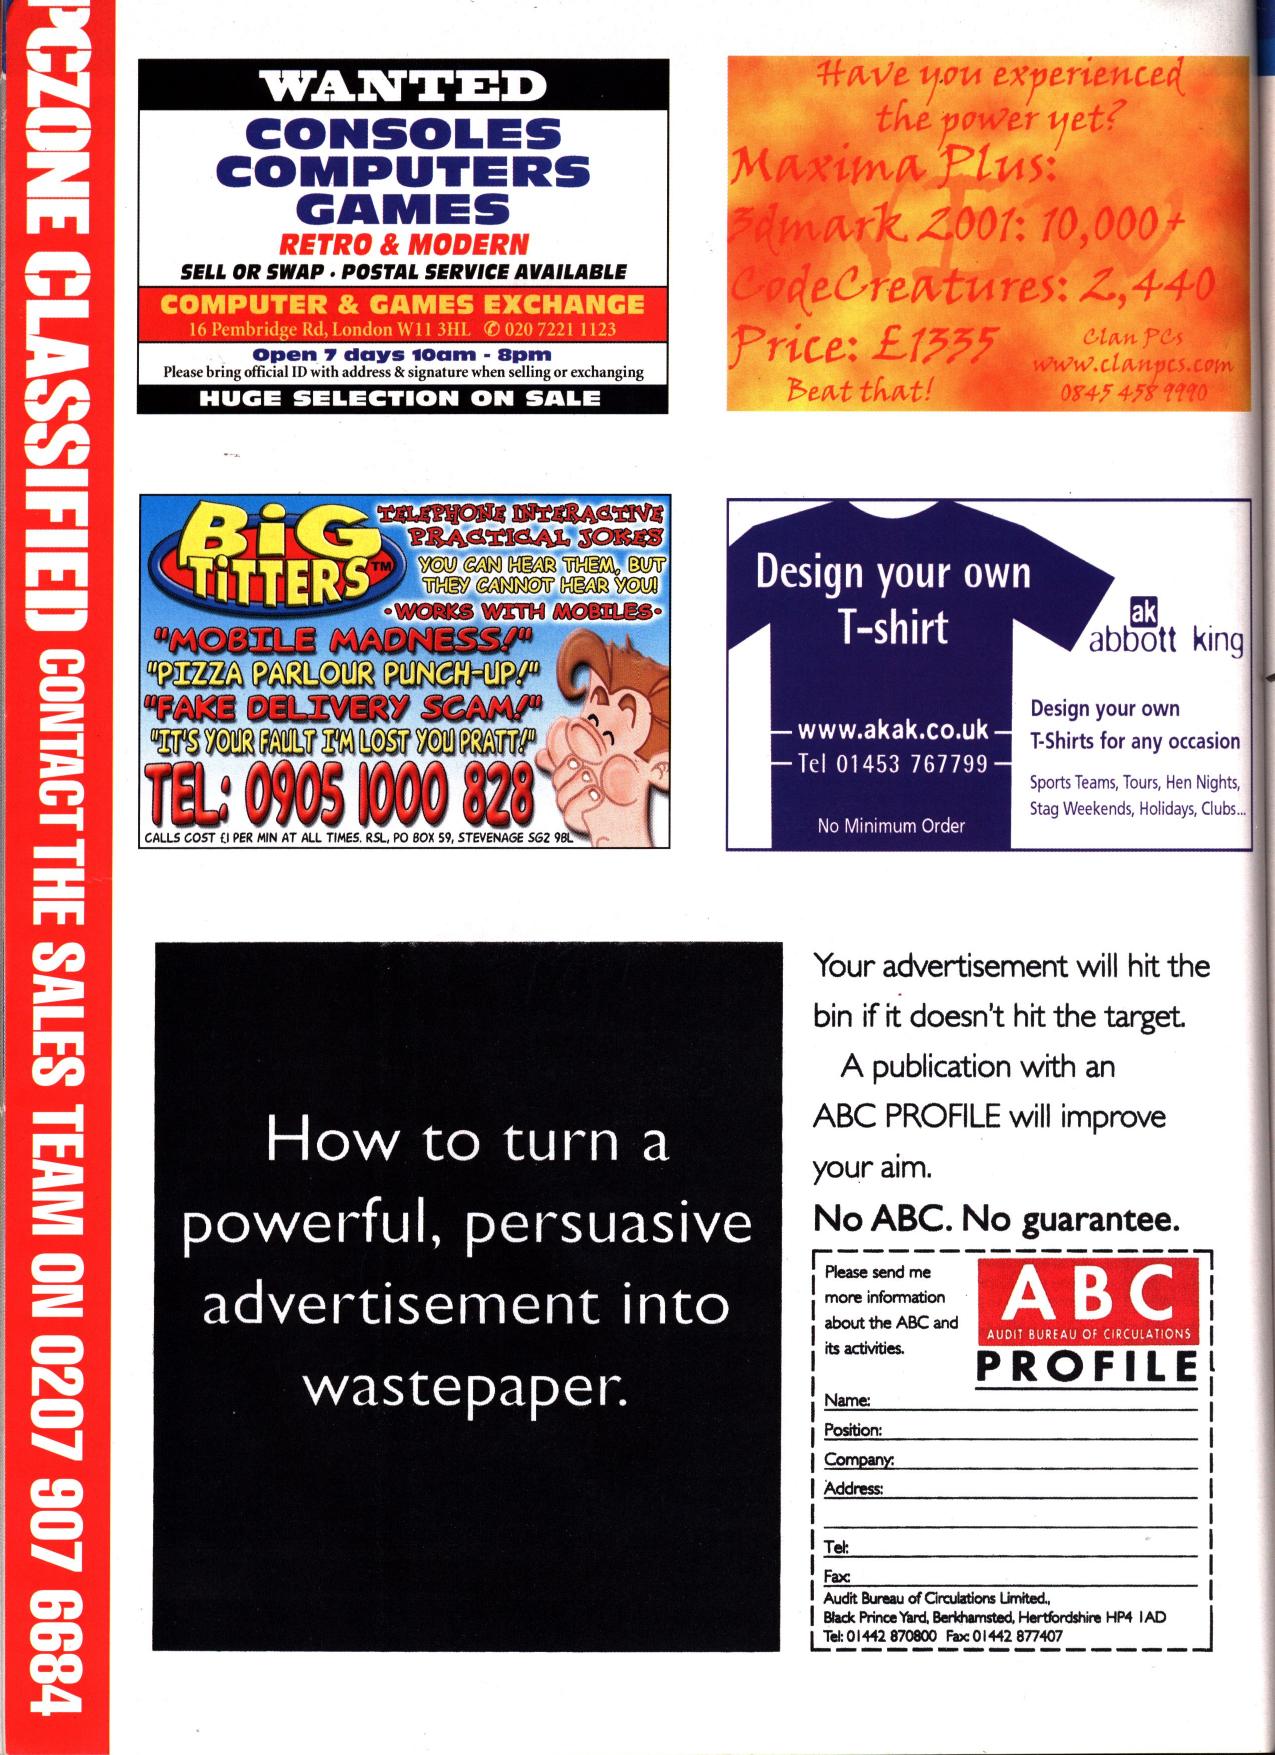 PCZONE CLASSIFIED CONTACT THE SALES TEAM ON 0207 907 6684
WANTED
CONSOLES
COMPUTERS
GAMES
RETRO & MODERN
SELL OR SWAP · POSTAL SERVICE AVAILABLE
COMPUTER & GAMES EXCHANGE
16 Pembridge Rd, London W11 3HL ✆ 020 7221 1123
Open 7 days 10am - 8pm
Please bring official ID with address & signature when selling or exchanging
HUGE SELECTION ON SALE
Have you experienced
the power yet?
Maxima Plus:
3dmark 2001: 10,000+
CodeCreatures: 2,440
Price: £1335
Beat that!
Clan PCs
www.clanpcs.com
0845 458 9990
BiG
TiTTERS™
TELEPHONE INTERACTIVE
PRACTICAL JOKES
YOU CAN HEAR THEM, BUT
THEY CANNOT HEAR YOU!
·WORKS WITH MOBILES·
"MOBILE MADNESS!"
"PIZZA PARLOUR PUNCH-UP!"
"FAKE DELIVERY SCAM!"
"IT'S YOUR FAULT I'M LOST YOU PRATT!"
TEL: 0905 1000 828
CALLS COST £1 PER MIN AT ALL TIMES. RSL, PO BOX 59, STEVENAGE SG2 9BL
Design your own
T-shirt
www.akak.co.uk
Tel 01453 767799
No Minimum Order
ak
abbott king
Design your own
T-Shirts for any occasion
Sports Teams, Tours, Hen Nights,
Stag Weekends, Holidays, Clubs...
How to turn a
powerful, persuasive
advertisement into
wastepaper.
Your advertisement will hit the
bin if it doesn't hit the target.
A publication with an
ABC PROFILE will improve
your aim.
No ABC. No guarantee.
Please send me
more information
about the ABC and
its activities.
ABC
AUDIT BUREAU OF CIRCULATIONS
PROFILE
Name:
Position:
Company:
Address:
Tel:
Fax:
Audit Bureau of Circulations Limited.,
Black Prince Yard, Berkhamsted, Hertfordshire HP4 1AD
Tel: 01442 870800 Fax: 01442 877407